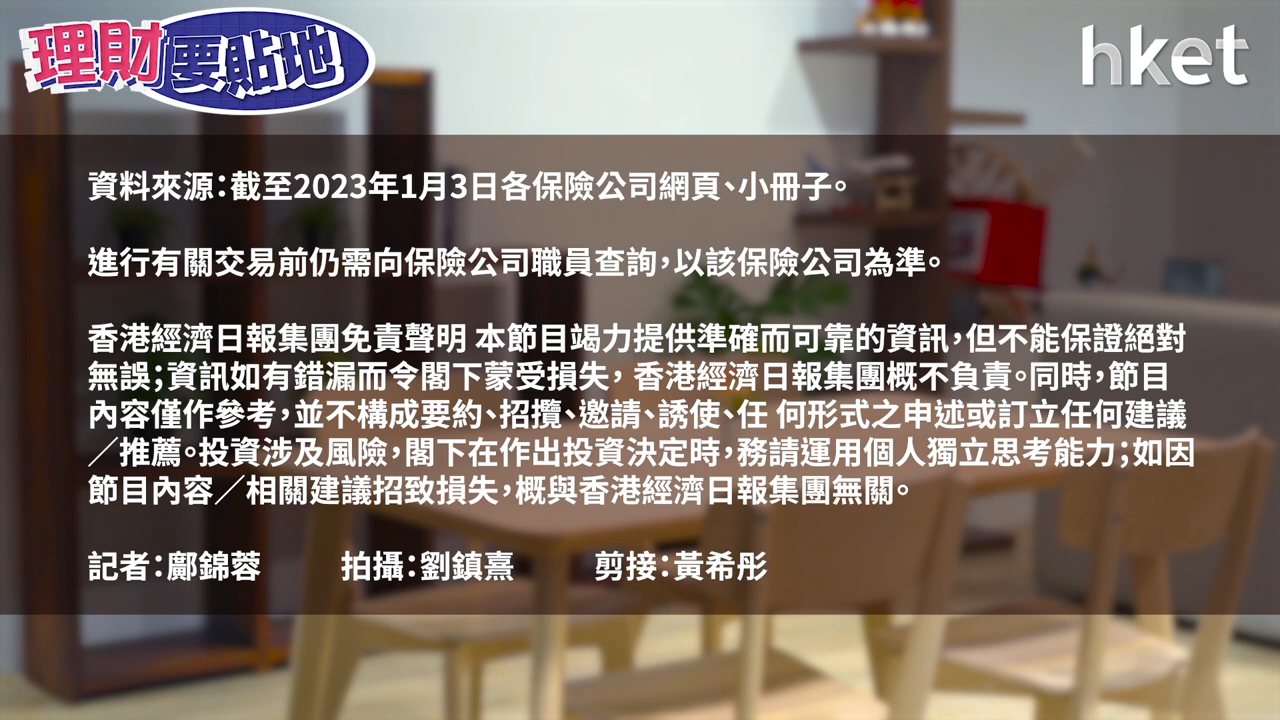 理財要貼地
hket
資料來源：截至2023年1月3日各保險公司網頁、小冊子。
進行有關交易前仍需向保險公司職員查詢，以該保險公司為準。
香港經濟日報集團免責聲明 本節目竭力提供準確而可靠的資訊，但不能保證絕對
無誤；資訊如有錯漏而令閣下蒙受損失， 香港經濟日報集團概不負責。同時，節目
內容僅作參考，並不構成要約、招攬、邀請、誘使、任 何形式之申述或訂立任何建議
／推薦。投資涉及風險，閣下在作出投資決定時，務請運用個人獨立思考能力；如因
節目內容／相關建議招致損失，概與香港經濟日報集團無關。
記者：鄺錦蓉 拍攝：劉鎮熹 剪接：黃希彤